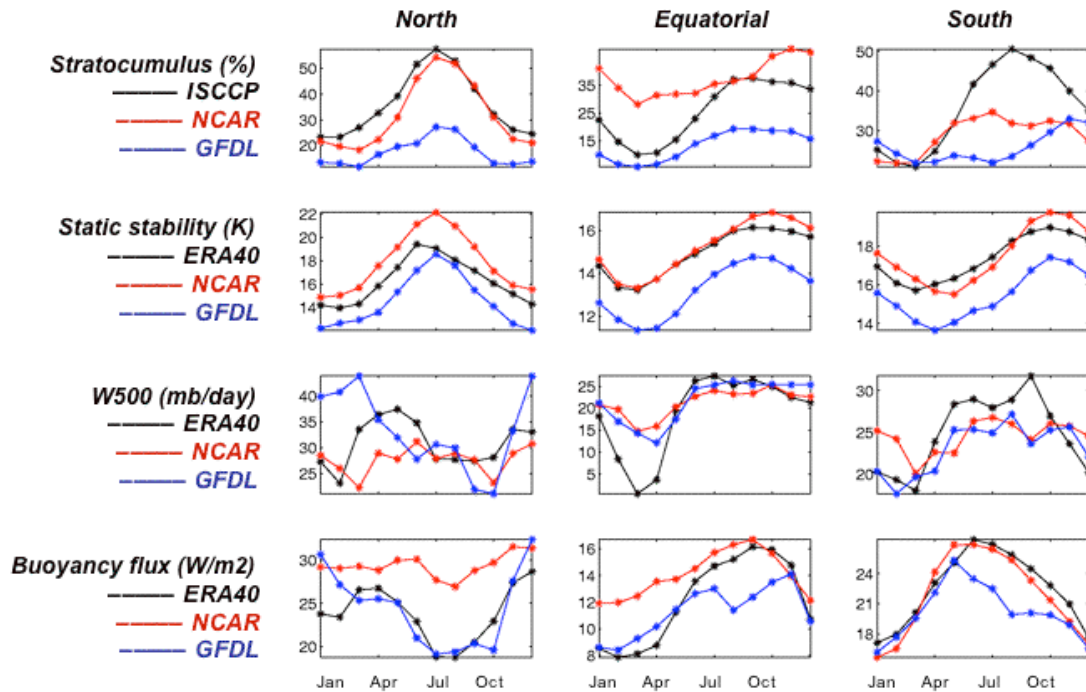 North Equatorial South
Stratocumulus (%)
ISCCP
NCAR
GFDL
50
40
30
20
35
25
15
50
40
30
Static stability (K)
ERA40
NCAR
GFDL
22
20
18
16
14
16
14
12
18
16
14
W500 (mb/day)
ERA40
NCAR
GFDL
40
35
30
25
25
20
15
10
5
30
25
20
Buoyancy flux (W/m2)
ERA40
NCAR
GFDL
30
25
20
16
14
12
10
8
24
21
18
Jan Apr Jul Oct Jan Apr Jul Oct Jan Apr Jul Oct